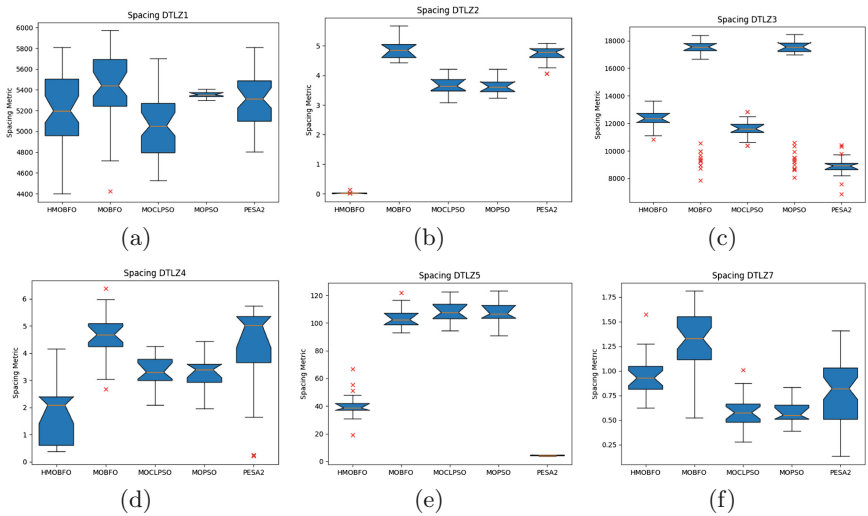 Spacing DTLZ1
Spacing Metric
6000
5800
5600
5400
5200
5000
4800
4600
4400
HMOBFO MOBFO MOCLPSO MOPSO PESA2
(a)
Spacing DTLZ2
Spacing Metric
5
4
3
2
1
0
HMOBFO MOBFO MOCLPSO MOPSO PESA2
(b)
Spacing DTLZ3
Spacing Metric
18000
16000
14000
12000
10000
8000
HMOBFO MOBFO MOCLPSO MOPSO PESA2
(c)
Spacing DTLZ4
Spacing Metric
6
5
4
3
2
1
0
HMOBFO MOBFO MOCLPSO MOPSO PESA2
(d)
Spacing DTLZ5
Spacing Metric
120
100
80
60
40
20
0
HMOBFO MOBFO MOCLPSO MOPSO PESA2
(e)
Spacing DTLZ7
Spacing Metric
1.75
1.50
1.25
1.00
0.75
0.50
0.25
HMOBFO MOBFO MOCLPSO MOPSO PESA2
(f)